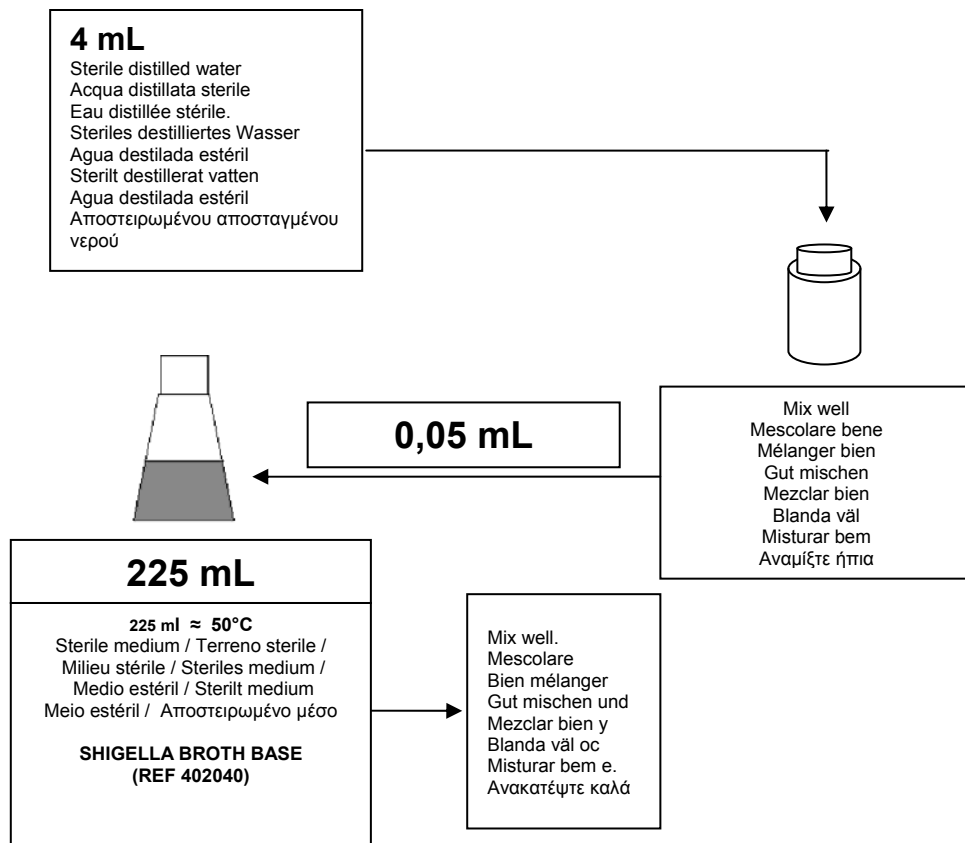 4 mL
Sterile distilled water
Acqua distillata sterile
Eau distillée stérile.
Steriles destilliertes Wasser
Agua destilada estéril
Sterilt destillerat vatten
Agua destilada estéril
Αποστειρωμένου αποσταγμένου
νερού
Mix well
Mescolare bene
Mélanger bien
Gut mischen
Mezclar bien
Blanda väl
Misturar bem
Αναμίξτε ήπια
0,05 mL
225 mL
225 ml ≈ 50°C
Sterile medium / Terreno sterile /
Milieu stérile / Steriles medium /
Medio estéril / Sterilt medium
Meio estéril / Αποστειρωμένο μέσο
SHIGELLA BROTH BASE
(REF 402040)
Mix well.
Mescolare
Bien mélanger
Gut mischen und
Mezclar bien y
Blanda väl oc
Misturar bem e.
Ανακατέψτε καλά